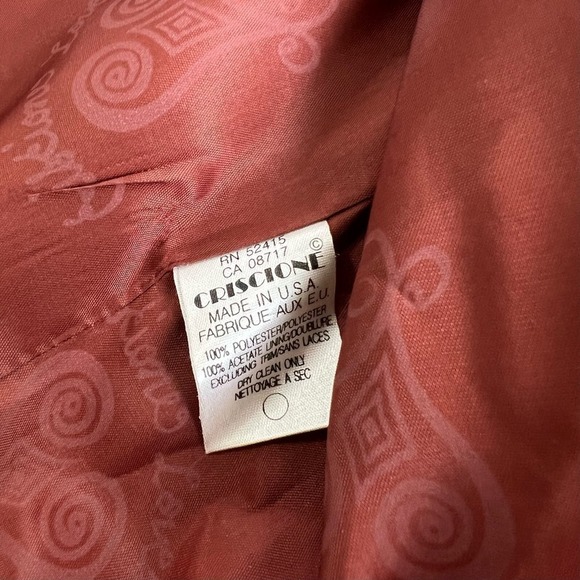 RN 52415
CA 08717 ©
CRISCIONE
MADE IN U.S.A.
FABRIQUE AUX E.U.
100% POLYESTER/POLYESTER
100% ACETATE LINING/DOUBLURE
EXCLUDING TRIM/SANS LACES
DRY CLEAN ONLY
NETTOYAGE À SEC
Love